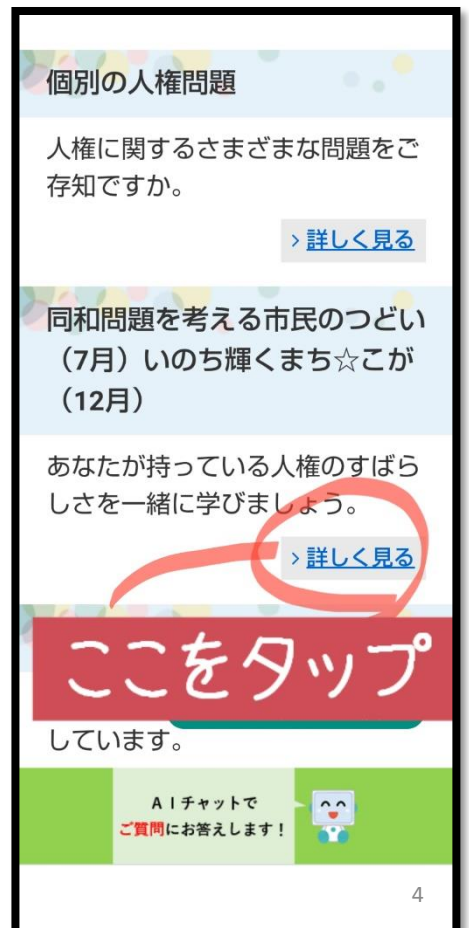 個別の人権問題
人権に関するさまざまな問題をご
存知ですか。
›詳しく見る
同和問題を考える市民のつどい
（7月）いのち輝くまち☆こが
（12月）
あなたが持っている人権のすばら
しさを一緒に学びましょう。
›詳しく見る
ここをタップ
しています。
ＡＩチャットで
ご質問にお答えします！
4